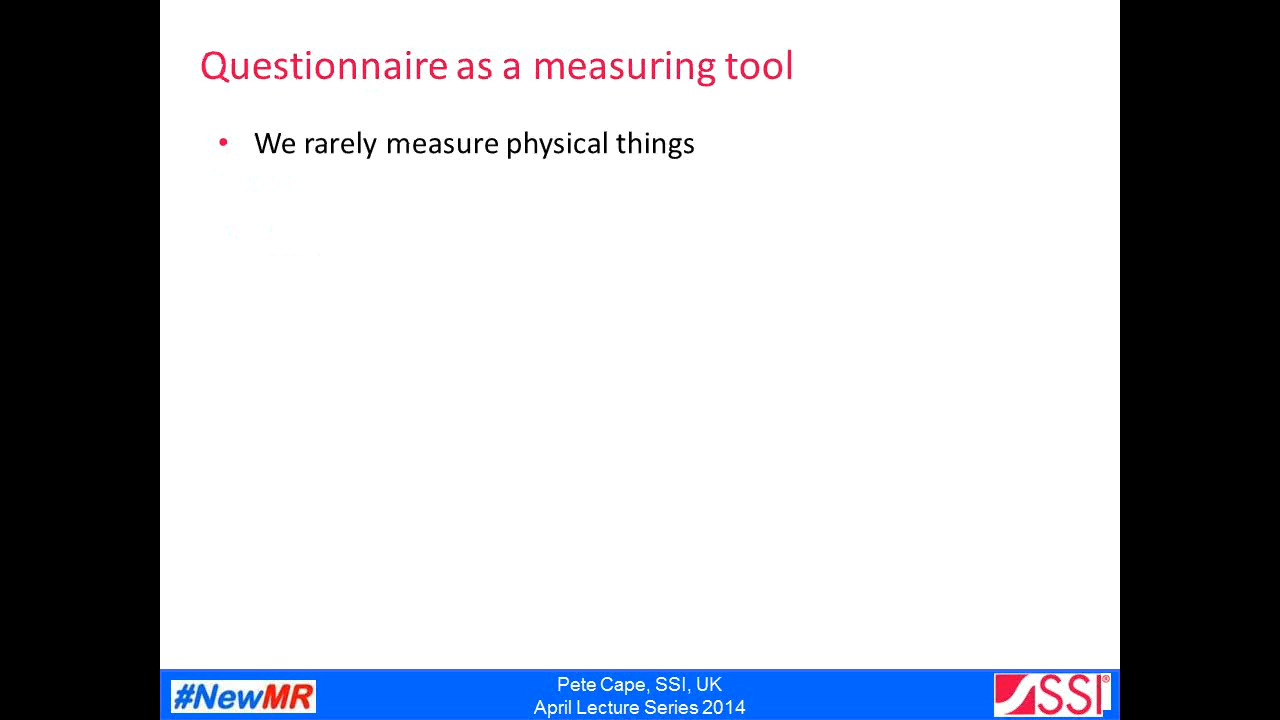 Questionnaire as a measuring tool
• We rarely measure physical things
#NewMR
Pete Cape, SSI, UK
April Lecture Series 2014
SSI®